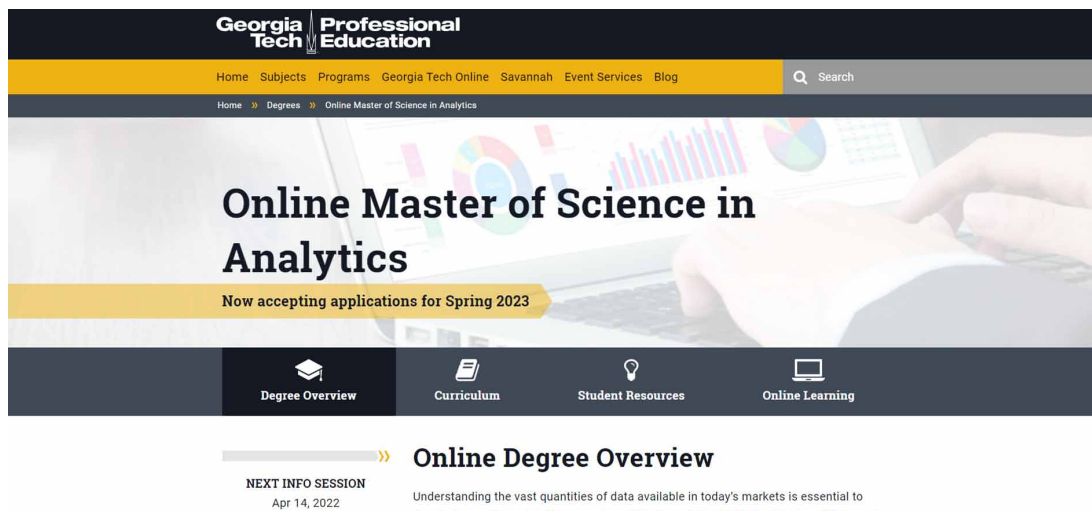 Georgia Tech Professional Education
Home Subjects Programs Georgia Tech Online Savannah Event Services Blog
Search
Home » Degrees » Online Master of Science in Analytics
Online Master of Science in
Analytics
Now accepting applications for Spring 2023
Degree Overview Curriculum Student Resources Online Learning
Online Degree Overview
NEXT INFO SESSION
Apr 14, 2022
Understanding the vast quantities of data available in today's markets is essential to